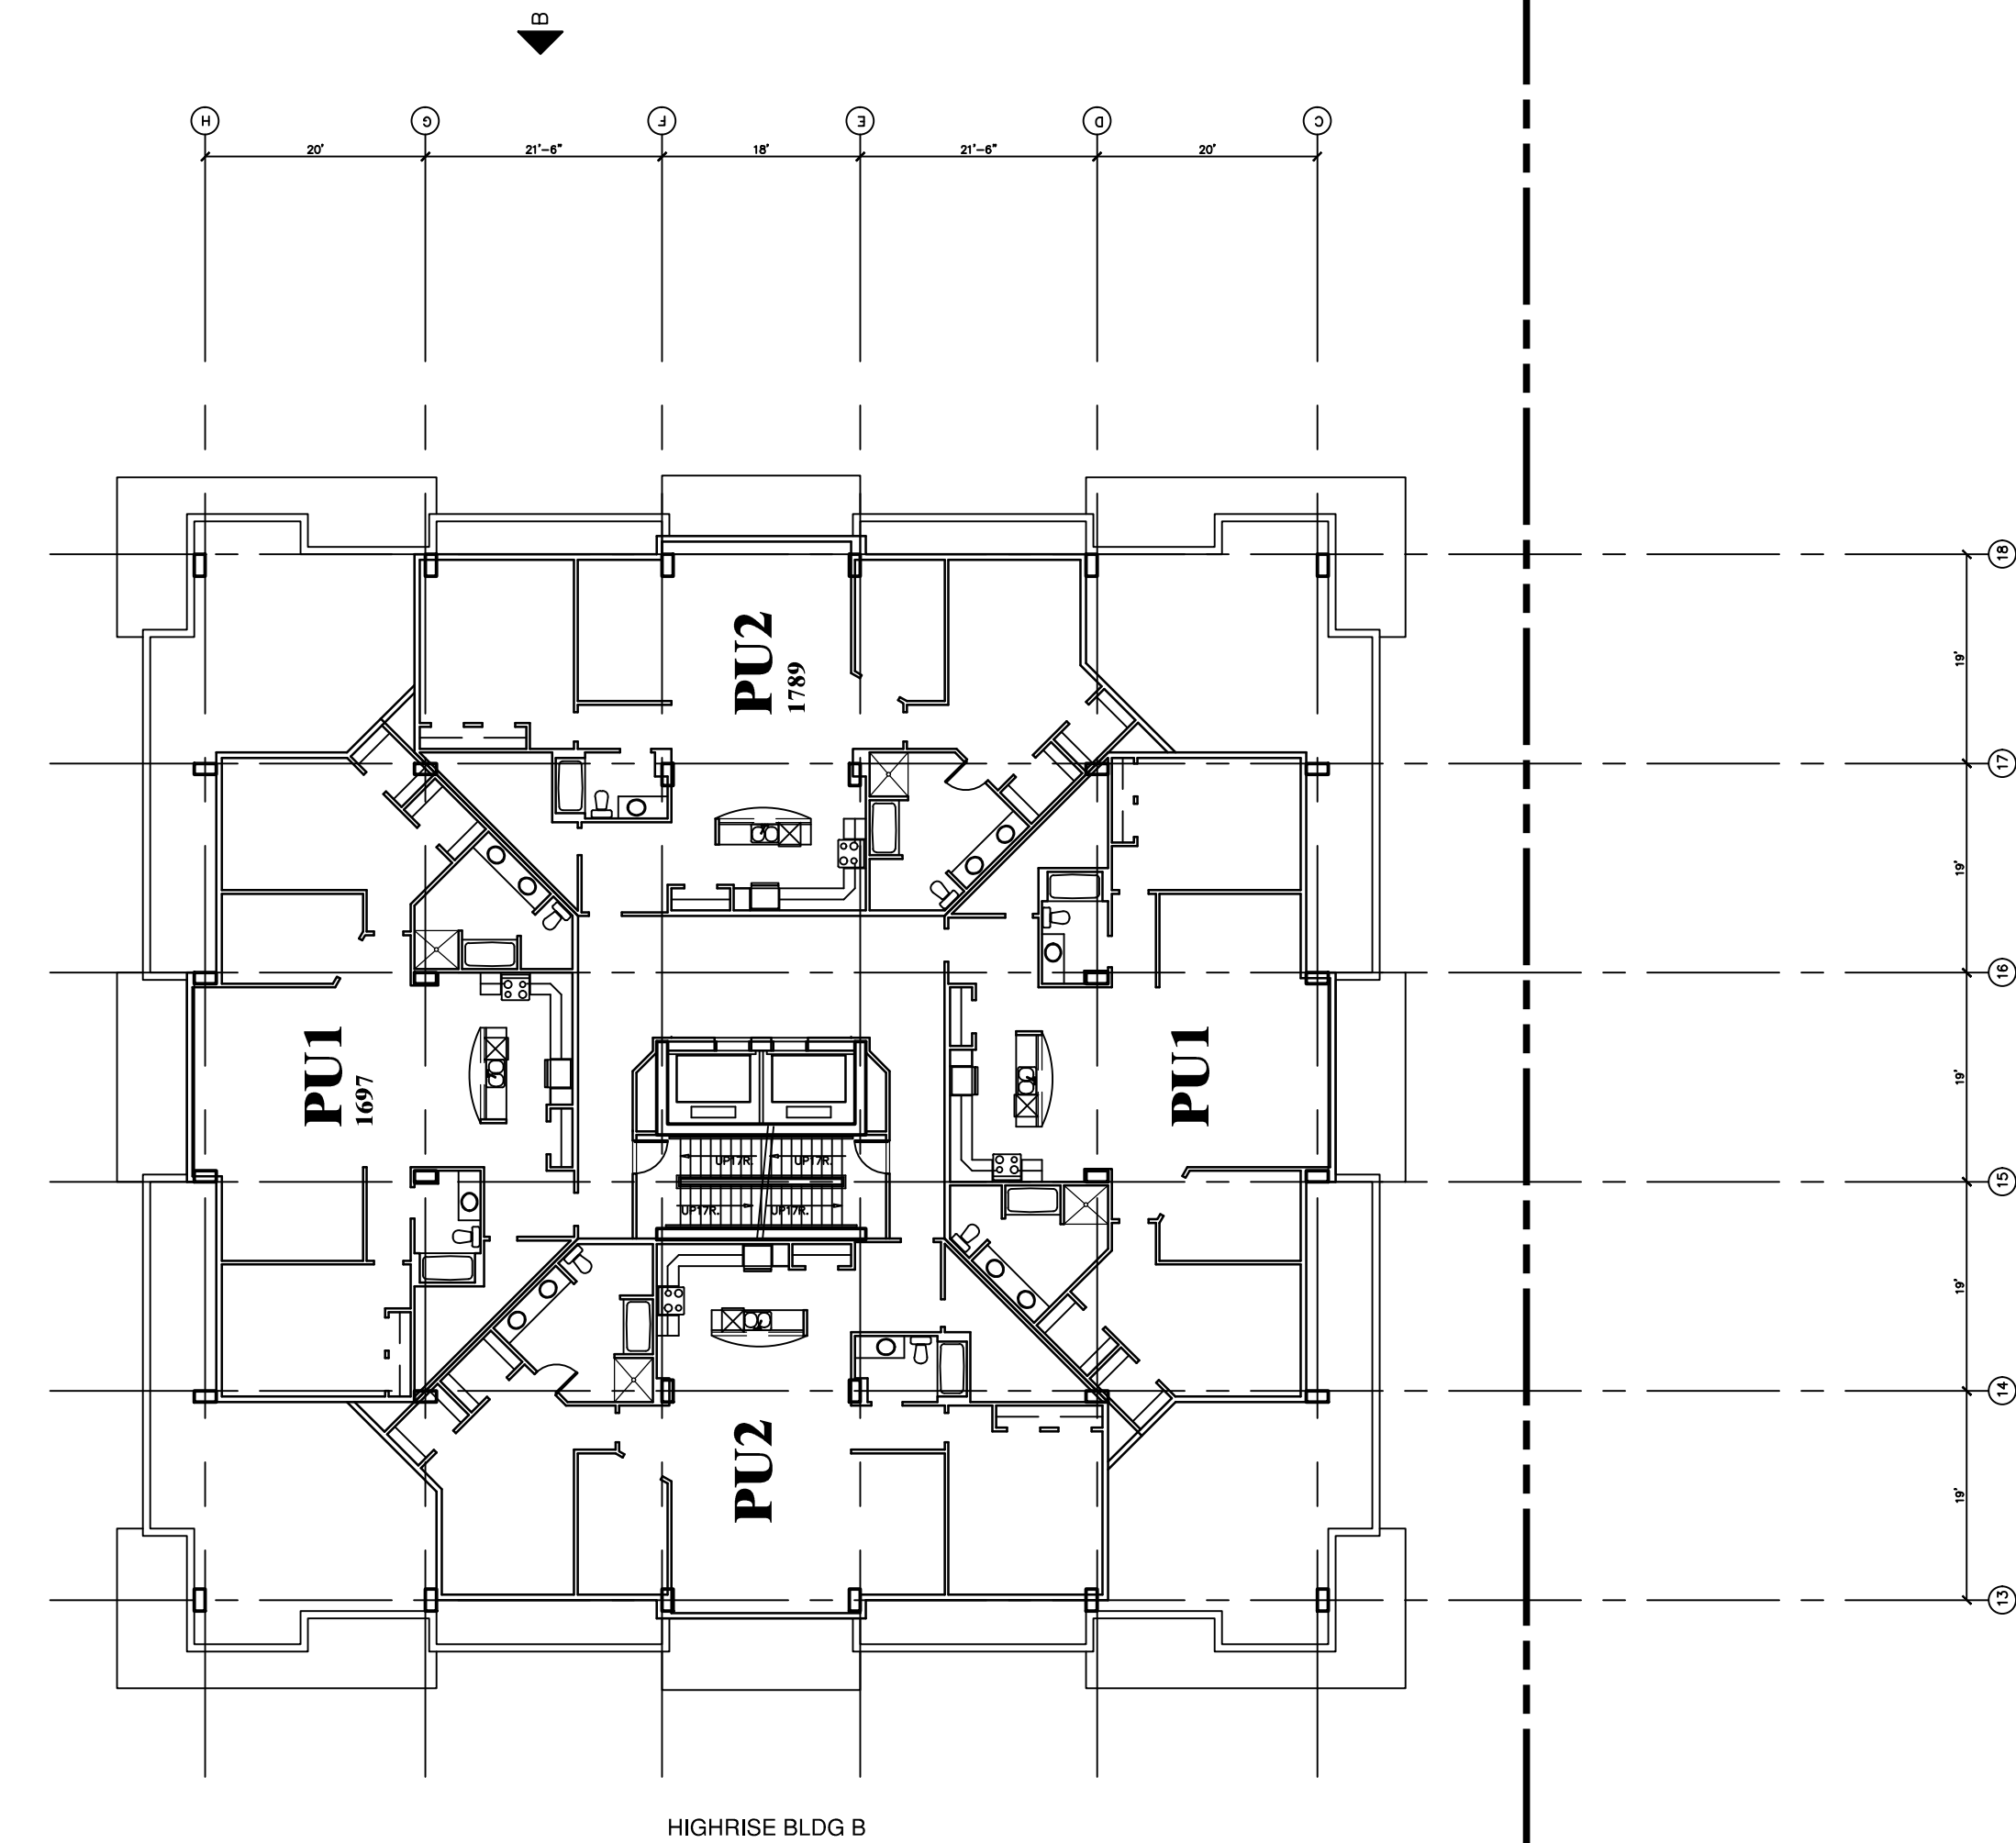 B
H G F E D C
20' 21'-6" 18' 21'-6" 20'
18
19'
17
19'
16
19'
15
19'
14
19'
13
PU2
1789
PU1
1697
PU1
UP17R. UP17R.
UP17R. UP17R.
PU2
HIGHRISE BLDG B